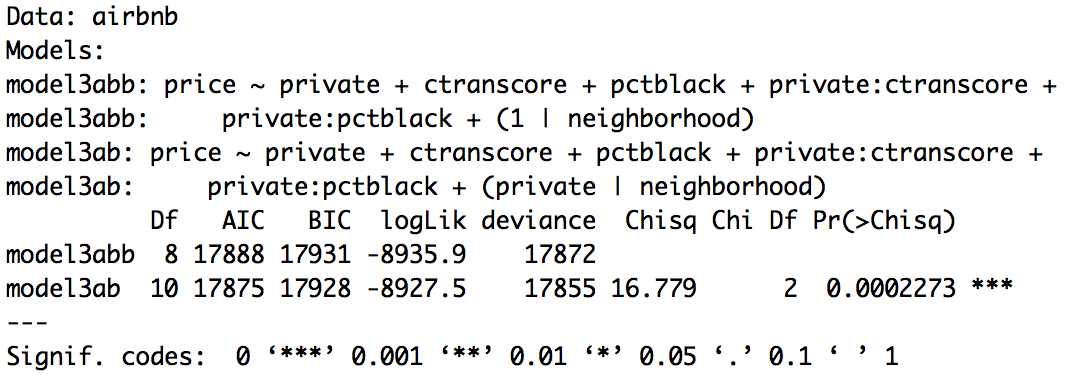 Data: airbnb
Models:
model3abb: price ~ private + ctranscore + pctblack + private:ctranscore +
model3abb:     private:pctblack + (1 | neighborhood)
model3ab: price ~ private + ctranscore + pctblack + private:ctranscore +
model3ab:     private:pctblack + (private | neighborhood)
          Df   AIC   BIC  logLik deviance  Chisq Chi Df Pr(>Chisq)
model3abb  8 17888 17931 -8935.9    17872
model3ab  10 17875 17928 -8927.5    17855 16.779      2  0.0002273 ***
---
Signif. codes:  0 ‘***’ 0.001 ‘**’ 0.01 ‘*’ 0.05 ‘.’ 0.1 ‘ ’ 1